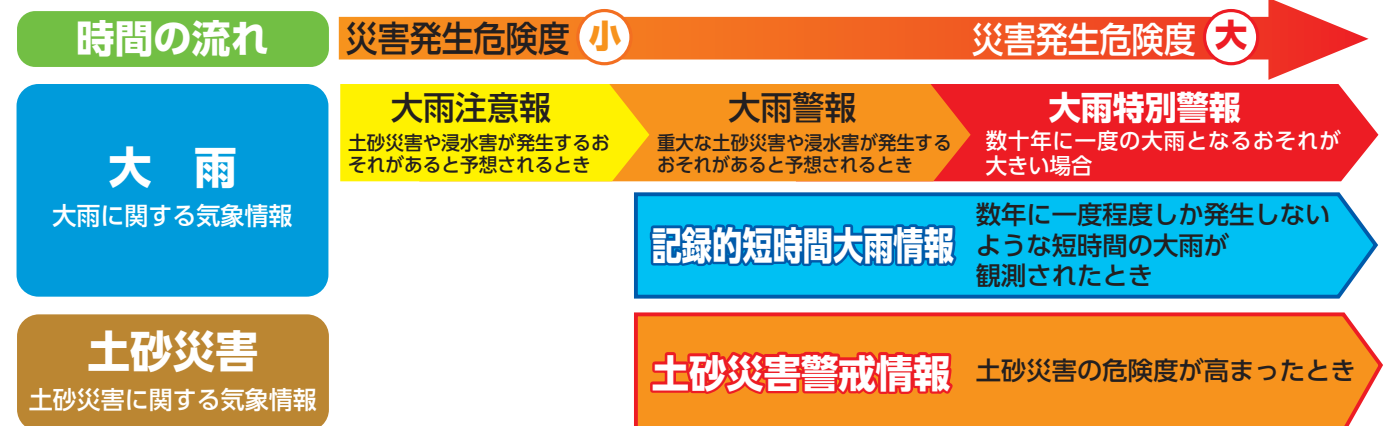 時間の流れ
災害発生危険度 小
災害発生危険度 大
大 雨
大雨に関する気象情報
大雨注意報
土砂災害や浸水害が発生するお
それがあると予想されるとき
大雨警報
重大な土砂災害や浸水害が発生する
おそれがあると予想されるとき
大雨特別警報
数十年に一度の大雨となるおそれが
大きい場合
記録的短時間大雨情報
数年に一度程度しか発生しない
ような短時間の大雨が
観測されたとき
土砂災害
土砂災害に関する気象情報
土砂災害警戒情報
土砂災害の危険度が高まったとき